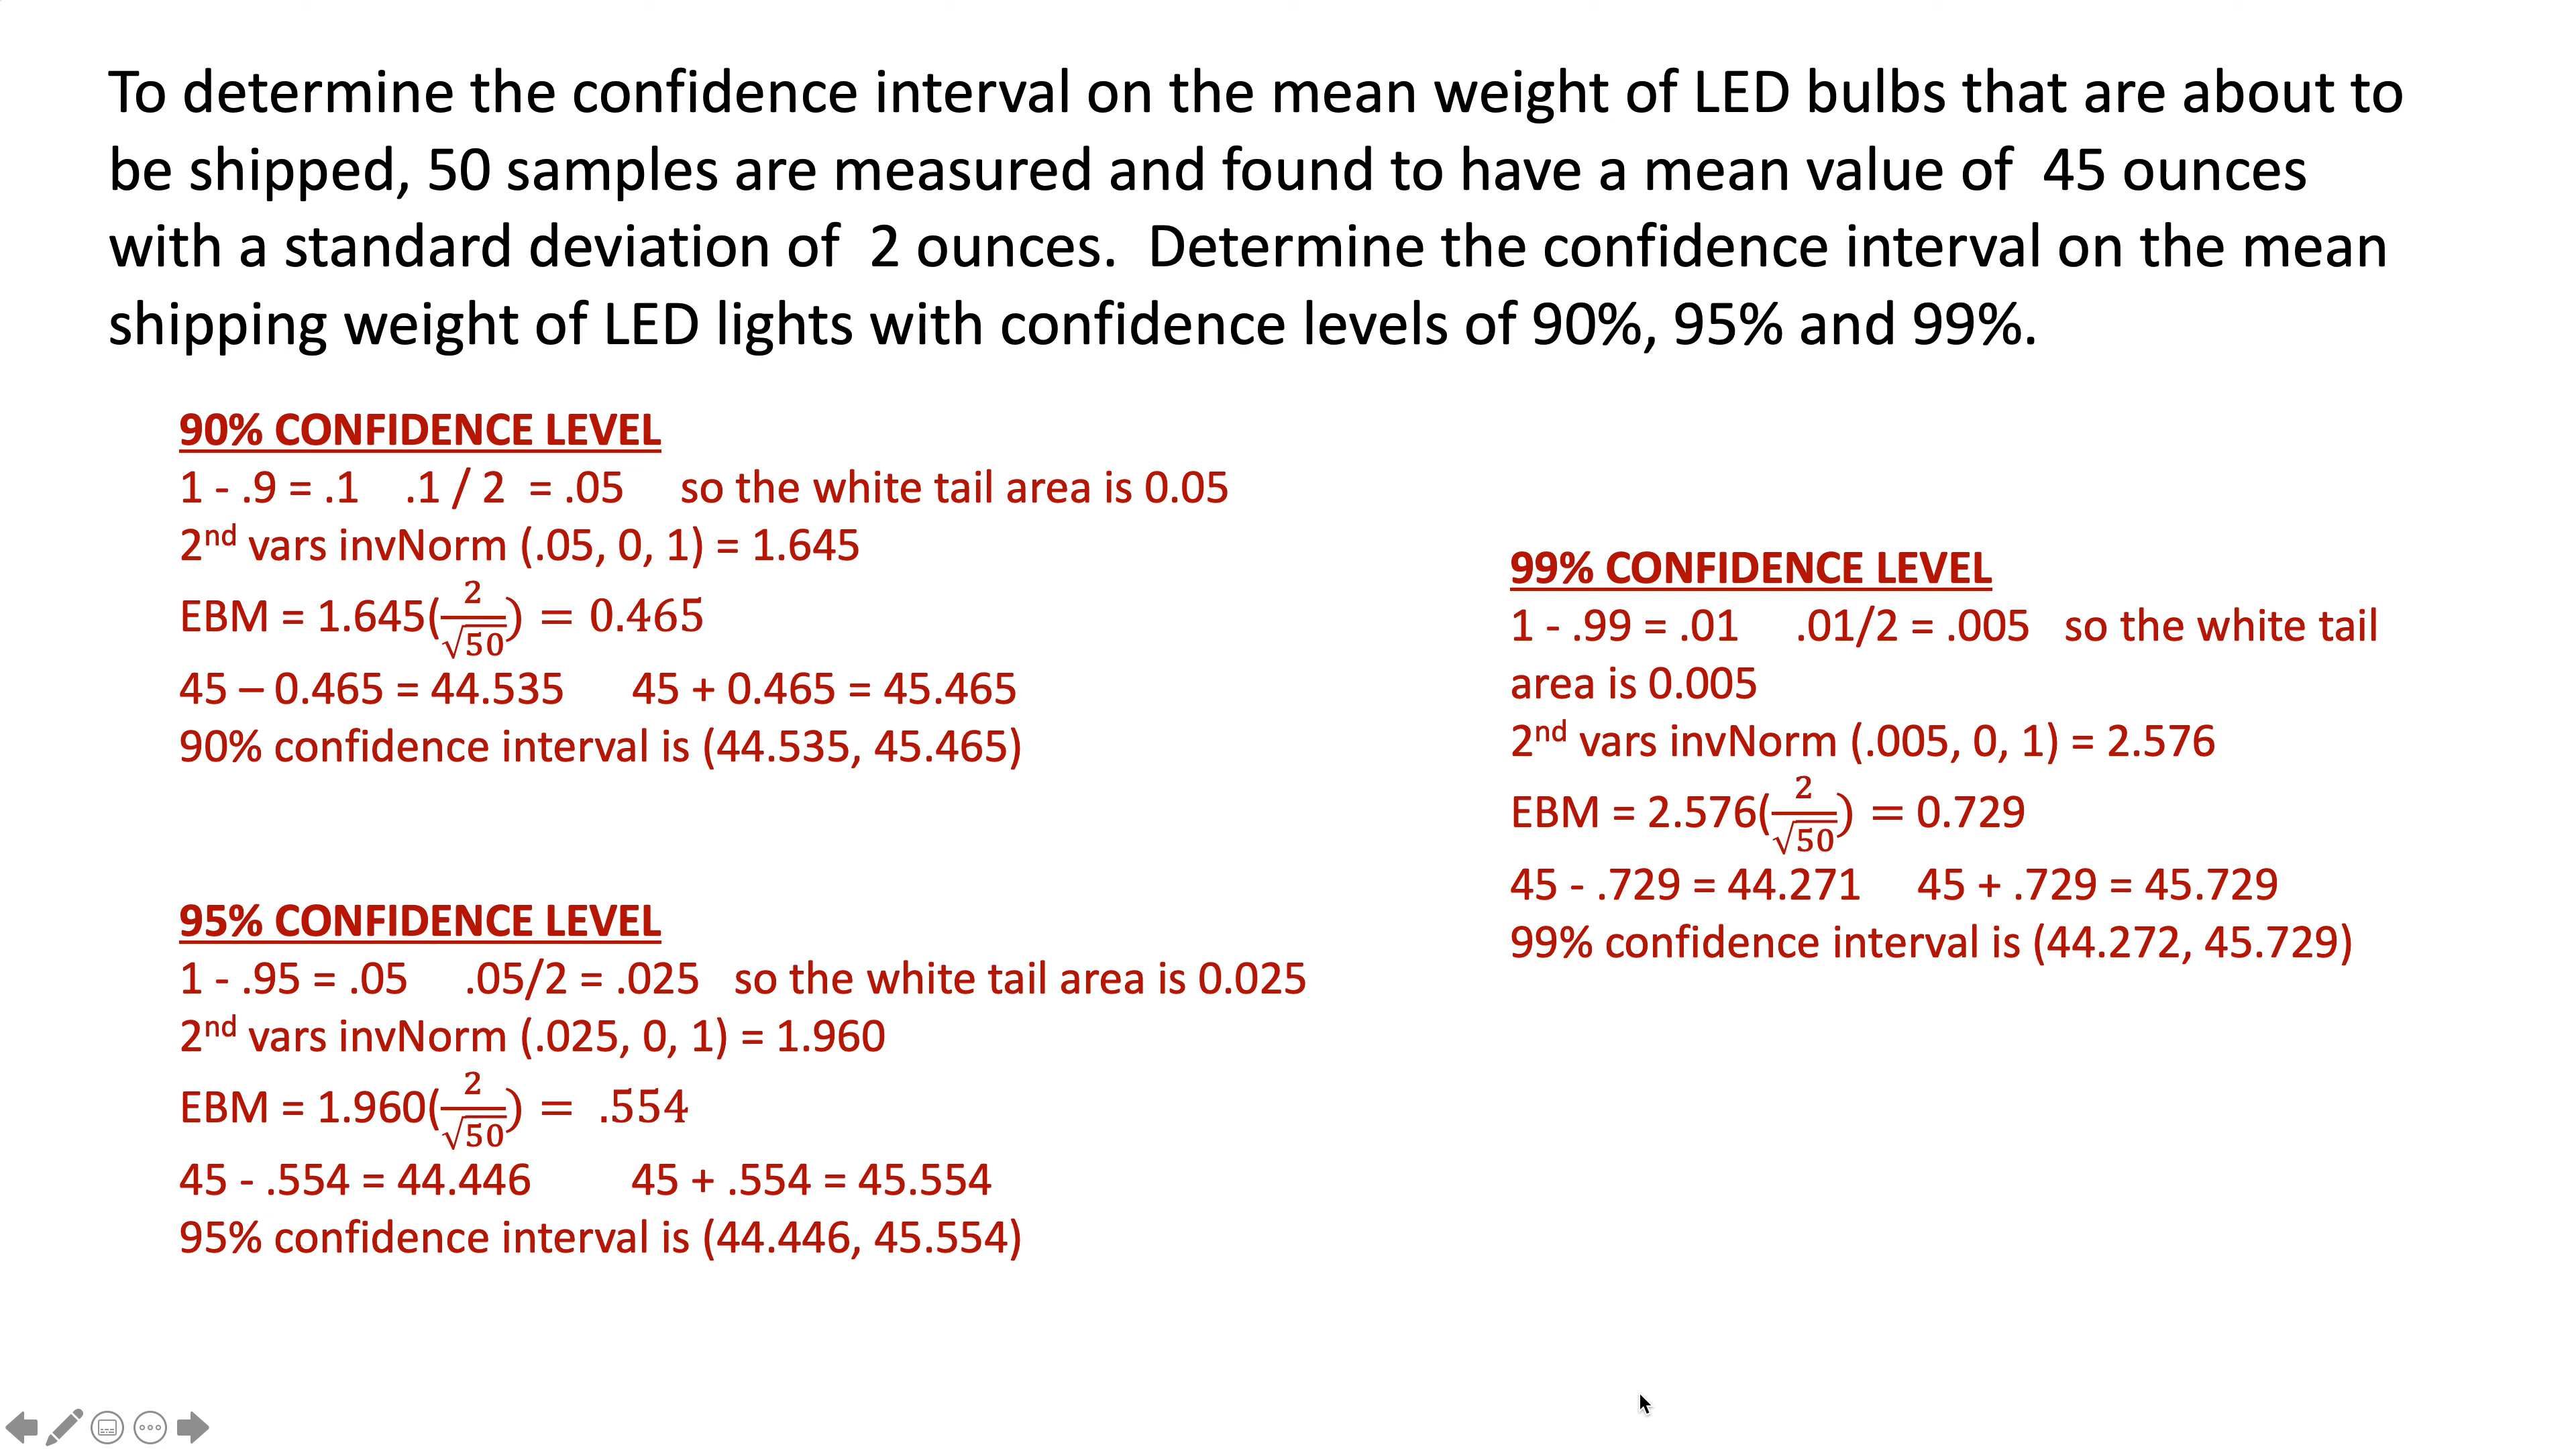 To determine the confidence interval on the mean weight of LED bulbs that are about to
be shipped, 50 samples are measured and found to have a mean value of  45 ounces
with a standard deviation of  2 ounces.  Determine the confidence interval on the mean
shipping weight of LED lights with confidence levels of 90%, 95% and 99%.
90% CONFIDENCE LEVEL
1 - .9 = .1    .1 / 2  = .05     so the white tail area is 0.05
2nd vars invNorm (.05, 0, 1) = 1.645
EBM = 1.645(2/√50) = 0.465
45 – 0.465 = 44.535      45 + 0.465 = 45.465
90% confidence interval is (44.535, 45.465)
95% CONFIDENCE LEVEL
1 - .95 = .05     .05/2 = .025   so the white tail area is 0.025
2nd vars invNorm (.025, 0, 1) = 1.960
EBM = 1.960(2/√50) = .554
45 - .554 = 44.446         45 + .554 = 45.554
95% confidence interval is (44.446, 45.554)
99% CONFIDENCE LEVEL
1 - .99 = .01     .01/2 = .005   so the white tail
area is 0.005
2nd vars invNorm (.005, 0, 1) = 2.576
EBM = 2.576(2/√50) = 0.729
45 - .729 = 44.271     45 + .729 = 45.729
99% confidence interval is (44.272, 45.729)